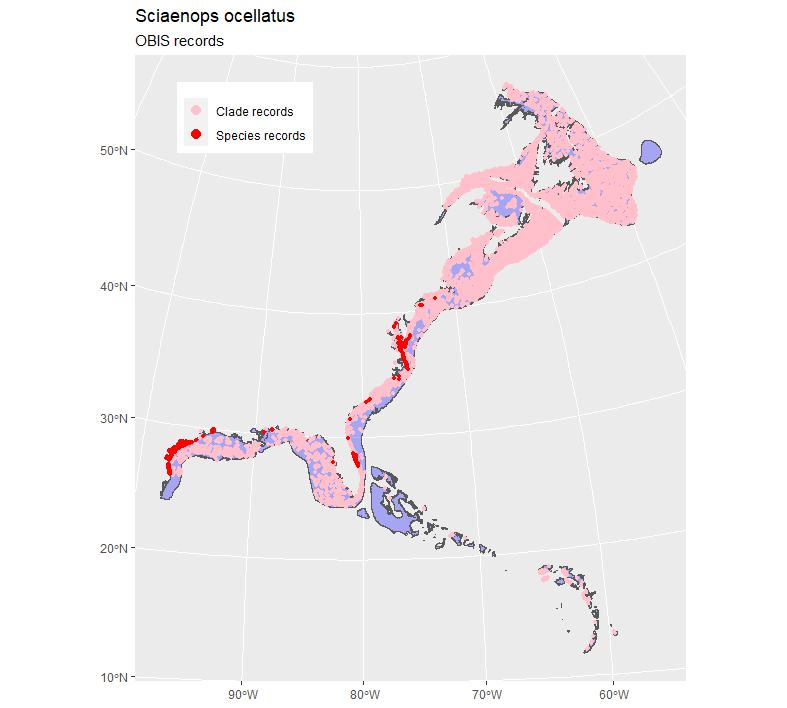 Sciaenops ocellatus
OBIS records
Clade records
Species records
50°N
40°N
30°N
20°N
10°N
90°W 80°W 70°W 60°W